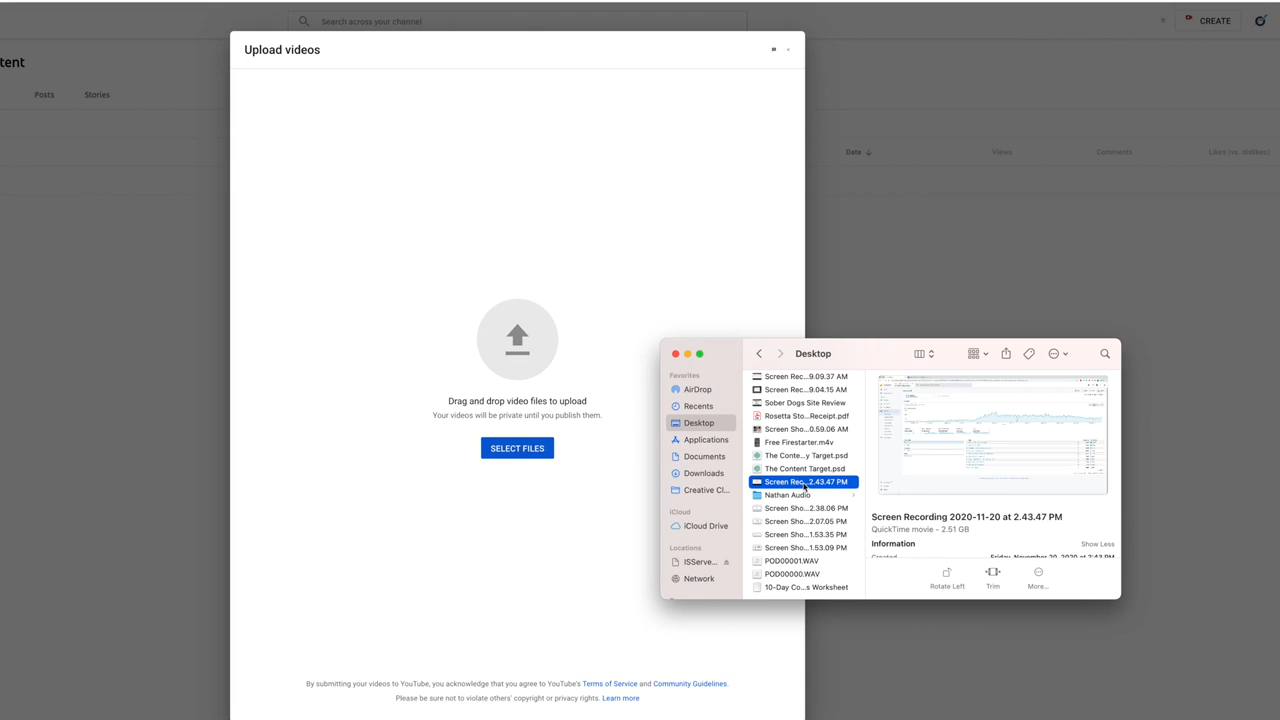 Search across your channel
CREATE
tent
Posts
Stories
Date
Views
Comments
Likes (vs. dislikes)
Upload videos
Drag and drop video files to upload
Your videos will be private until you publish them.
SELECT FILES
By submitting your videos to YouTube, you acknowledge that you agree to YouTube's Terms of Service and Community Guidelines.
Please be sure not to violate others' copyright or privacy rights. Learn more
Desktop
Favorites
AirDrop
Recents
Desktop
Applications
Documents
Downloads
Creative Cl...
iCloud
iCloud Drive
Locations
ISServe...
Network
Screen Rec...9.09.37 AM
Screen Rec...9.04.15 AM
Sober Dogs Site Review
Rosetta Sto...Receipt.pdf
Screen Sho...0.59.06 AM
Free Firestarter.m4v
The Conte...y Target.psd
The Content Target.psd
Screen Rec...2.43.47 PM
Nathan Audio
Screen Sho...2.38.06 PM
Screen Sho...2.07.05 PM
Screen Sho...1.53.35 PM
Screen Sho...1.53.09 PM
POD00001.WAV
POD00000.WAV
10-Day Co...s Worksheet
Screen Recording 2020-11-20 at 2.43.47 PM
QuickTime movie - 2.51 GB
Information
Show Less
Created
Friday, November 20, 2020 at 2:43 PM
Rotate Left
Trim
More...